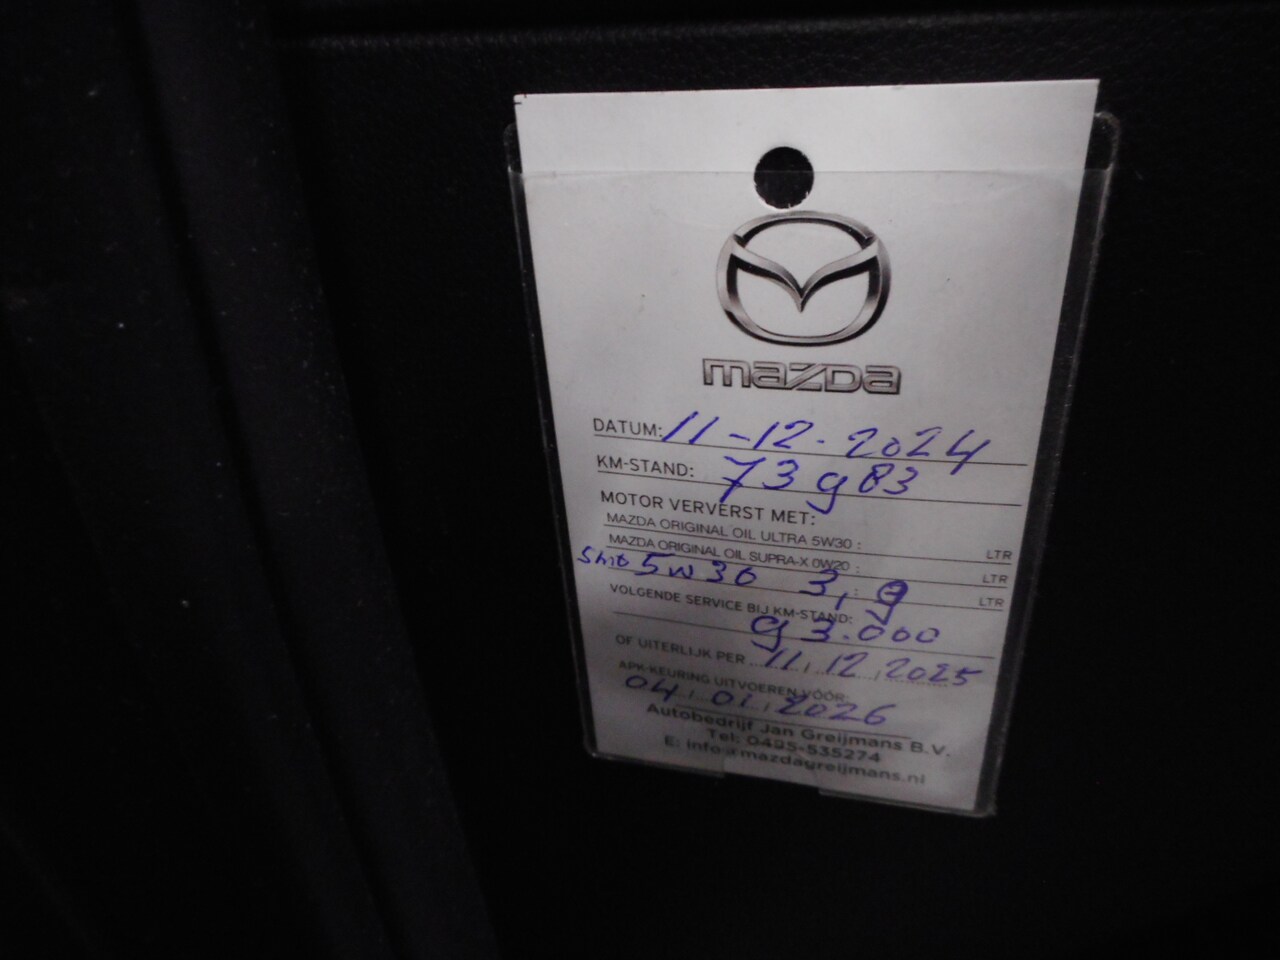 mazda
DATUM: 11-12-2024
KM-STAND: 73983
MOTOR VERVERST MET:
MAZDA ORIGINAL OIL ULTRA 5W30 : LTR
MAZDA ORIGINAL OIL SUPRA-X 0W20 : LTR
5w30 3,9 : LTR
VOLGENDE SERVICE BIJ KM-STAND:
93.000
OF UITERLIJK PER 11.12.2025
APK-KEURING UITVOEREN VÓÓR:
04.01.2026
Autobedrijf Jan Greijmans B.V.
Tel: 0495-535274
E: info@mazdagreijmans.nl